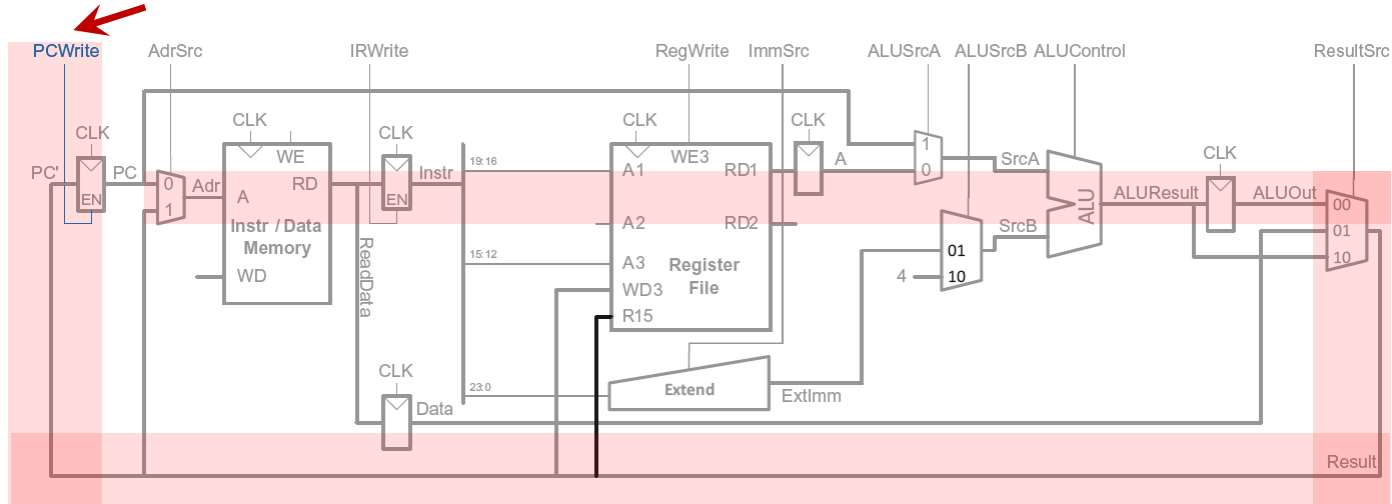 PCWrite AdrSrc IRWrite RegWrite ImmSrc ALUSrcA ALUSrcB ALUControl ResultSrc
CLK CLK CLK CLK CLK CLK
WE WE3
PC' PC 0 Adr A RD Instr 19:16 A1 RD1 A 1 SrcA ALUResult ALUOut 00
EN 1 EN 0 01
Instr / Data A2 RD2 SrcB ALU 10
Memory 15:12 A3 Register 01
WD ReadData WD3 File 4 10
R15
CLK 23:0 Extend ExtImm
Data
Result